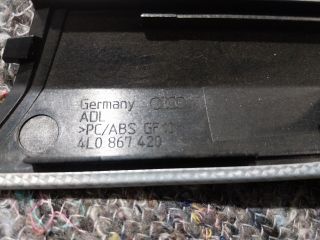 Germany
ADL
>PC/ABS GF
4L0 867 420